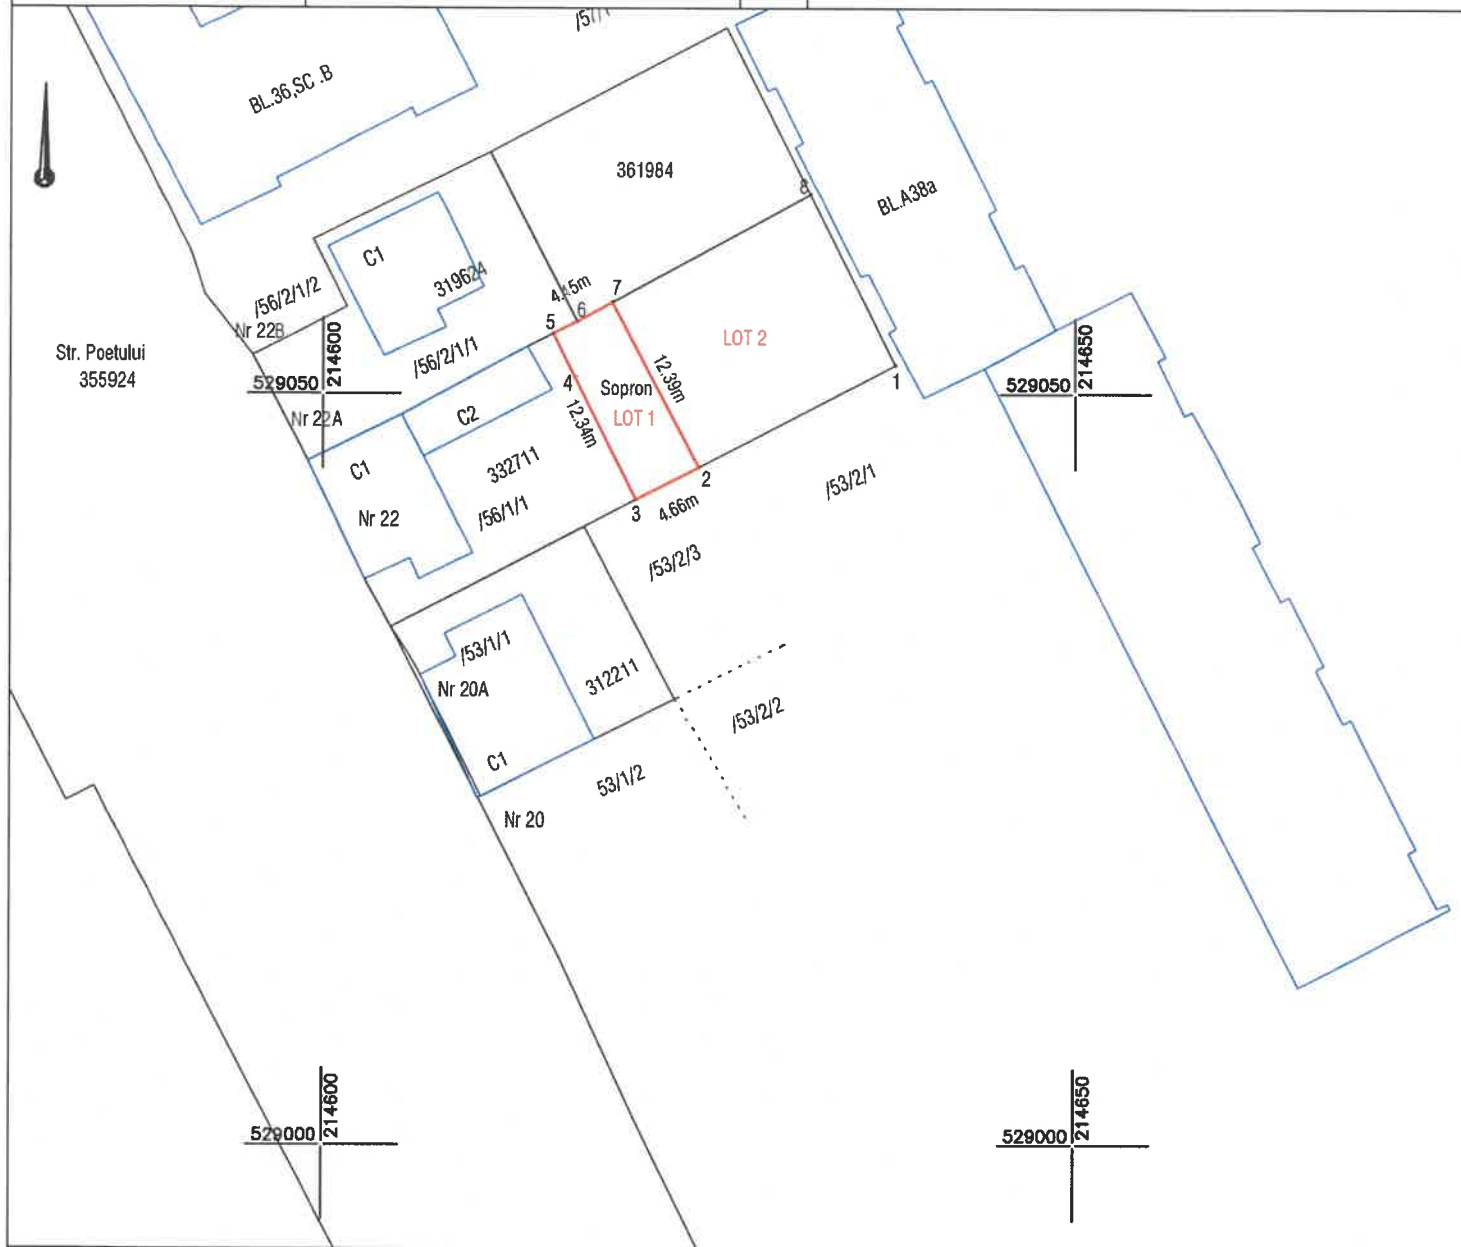 /57/1
BL.36,SC .B
361984
8
BL.A38a
C1
319624
/56/2/1/2
4.45m
7
6
5
Nr 22B
Str. Poetului
355924
/56/2/1/1
LOT 2
214600
529050
214650
529050
12.39m
1
4
Sopron
LOT 1
Nr 22A
C2
12.34m
C1
332711
2
/53/2/1
Nr 22
/56/1/1
3
4.66m
/53/2/3
/53/1/1
312211
Nr 20A
/53/2/2
C1
53/1/2
Nr 20
214600
529000
214650
529000